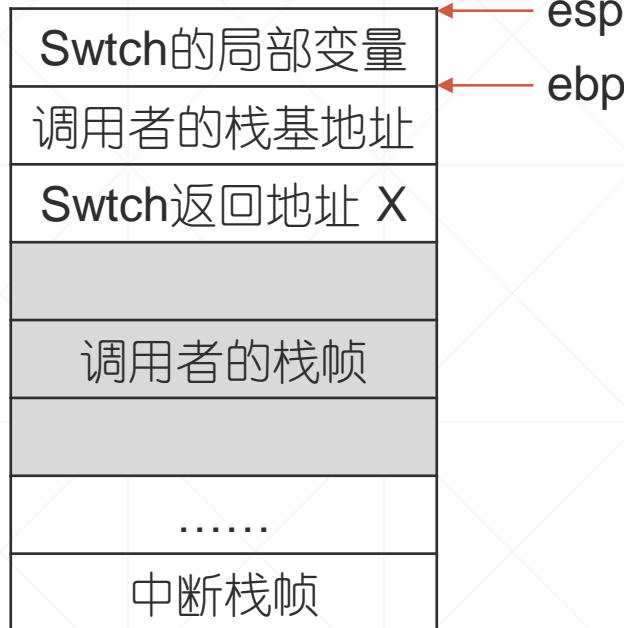 esp
Swtch的局部变量
ebp
调用者的栈基地址
Swtch返回地址 X
调用者的栈帧
……
中断栈帧